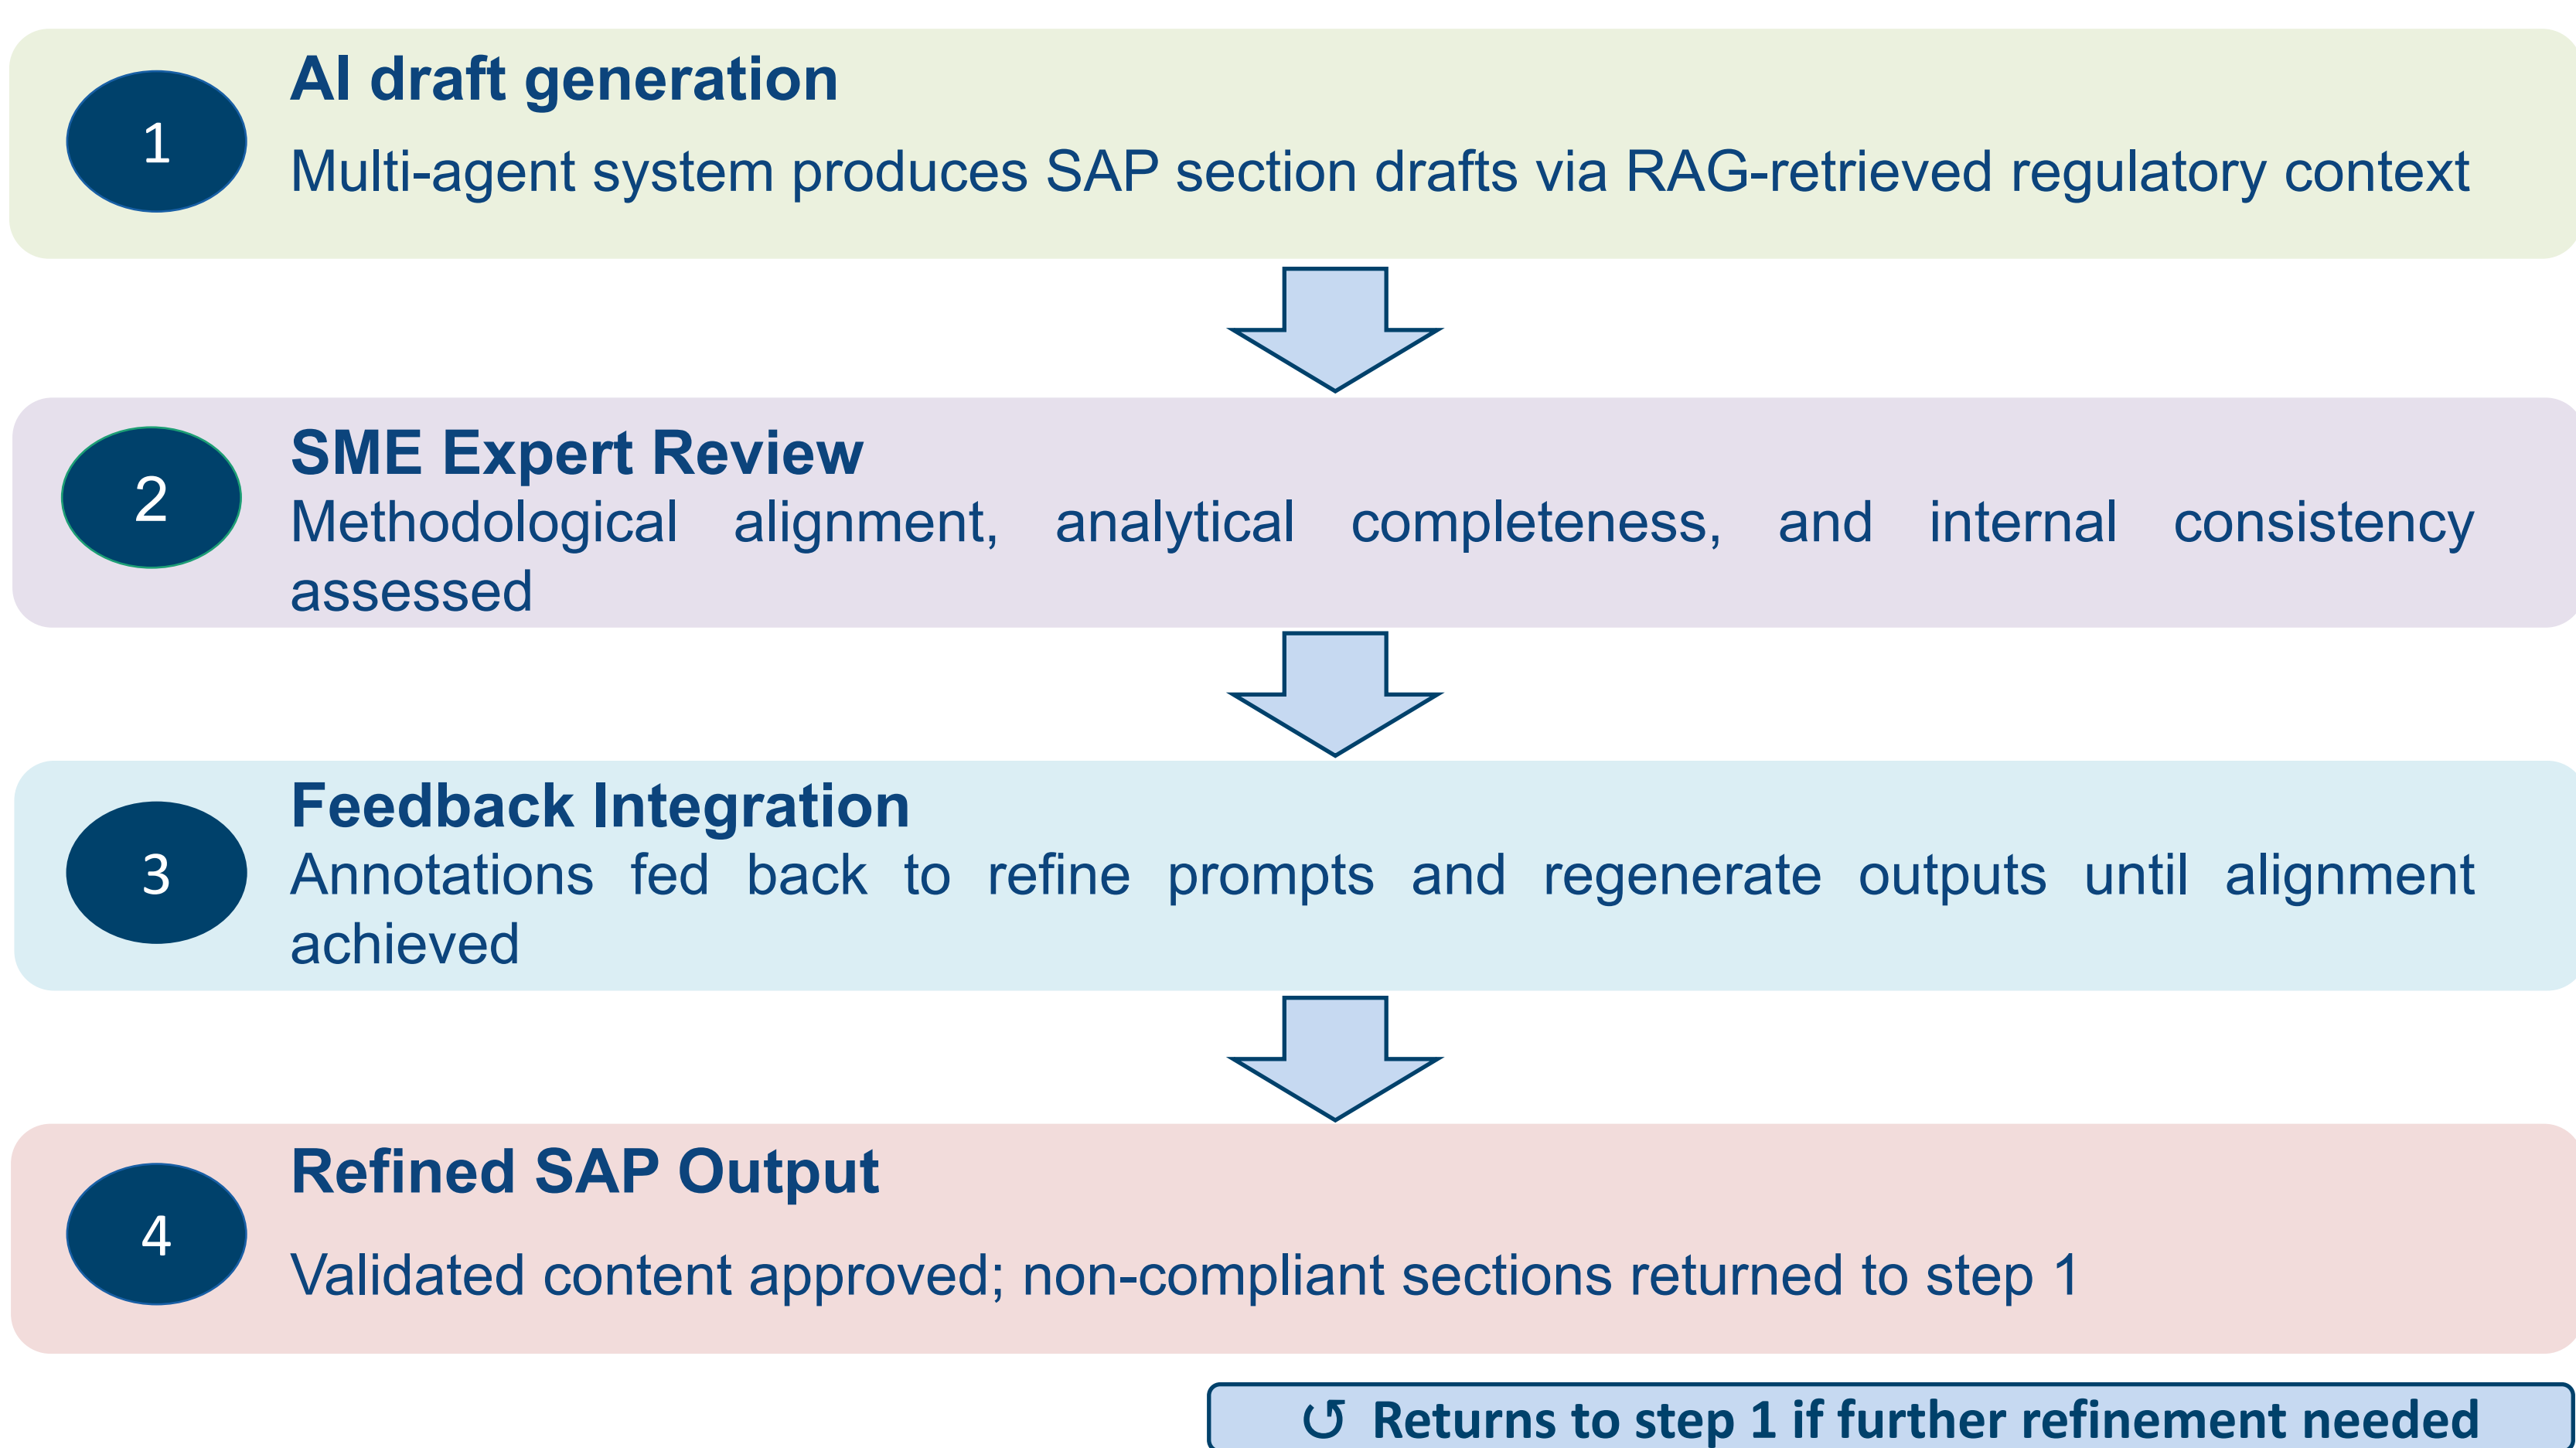 AI draft generation
1
Multi-agent system produces SAP section drafts via RAG-retrieved regulatory context
SME Expert Review
2
Methodological alignment, analytical completeness, and internal consistency
assessed
Feedback Integration
3
Annotations fed back to refine prompts and regenerate outputs until alignment
achieved
Refined SAP Output
4
Validated content approved; non-compliant sections returned to step 1
↺ Returns to step 1 if further refinement needed